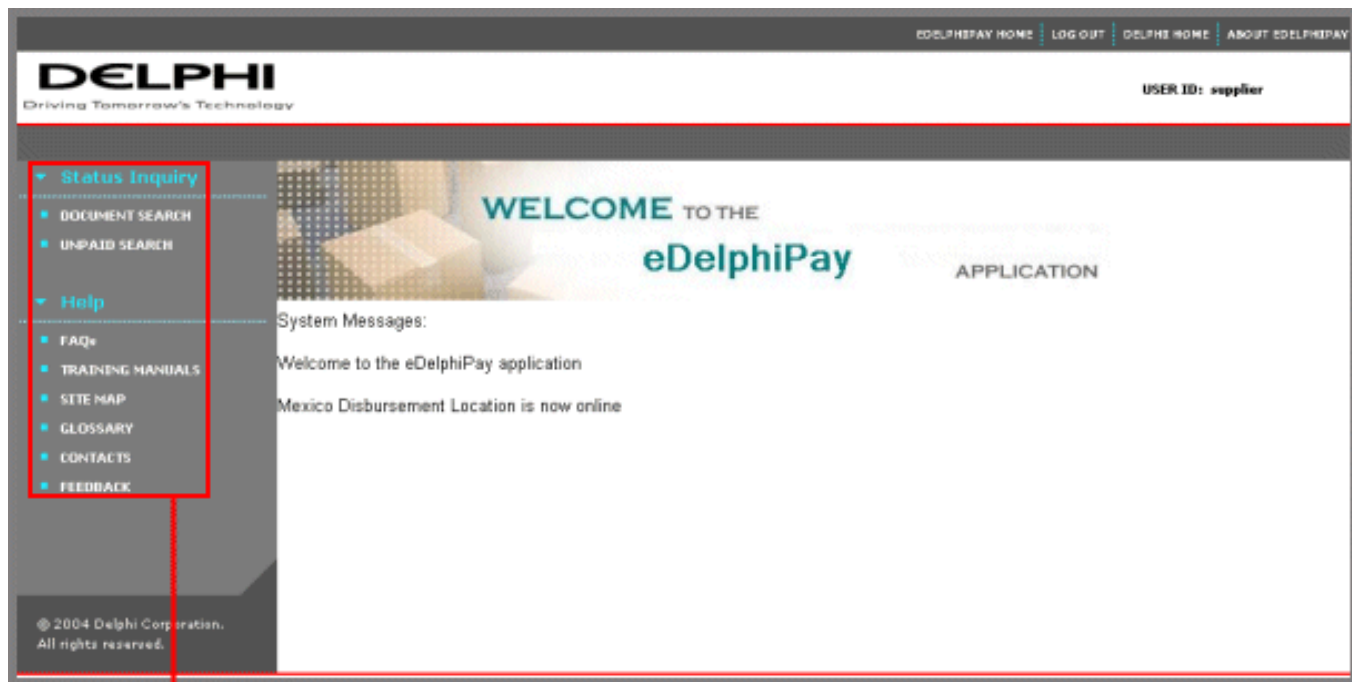 EDELPHIPAY HOME LOG OUT DELPHI HOME ABOUT EDELPHIPAY
DELPHI
Driving Tomorrow's Technology
USER ID: supplier
Status Inquiry
DOCUMENT SEARCH
UNPAID SEARCH
Help
FAQs
TRAINING MANUALS
SITE MAP
GLOSSARY
CONTACTS
FEEDBACK
© 2004 Delphi Corporation.
All rights reserved.
WELCOME TO THE
eDelphiPay APPLICATION
System Messages:
Welcome to the eDelphiPay application
Mexico Disbursement Location is now online